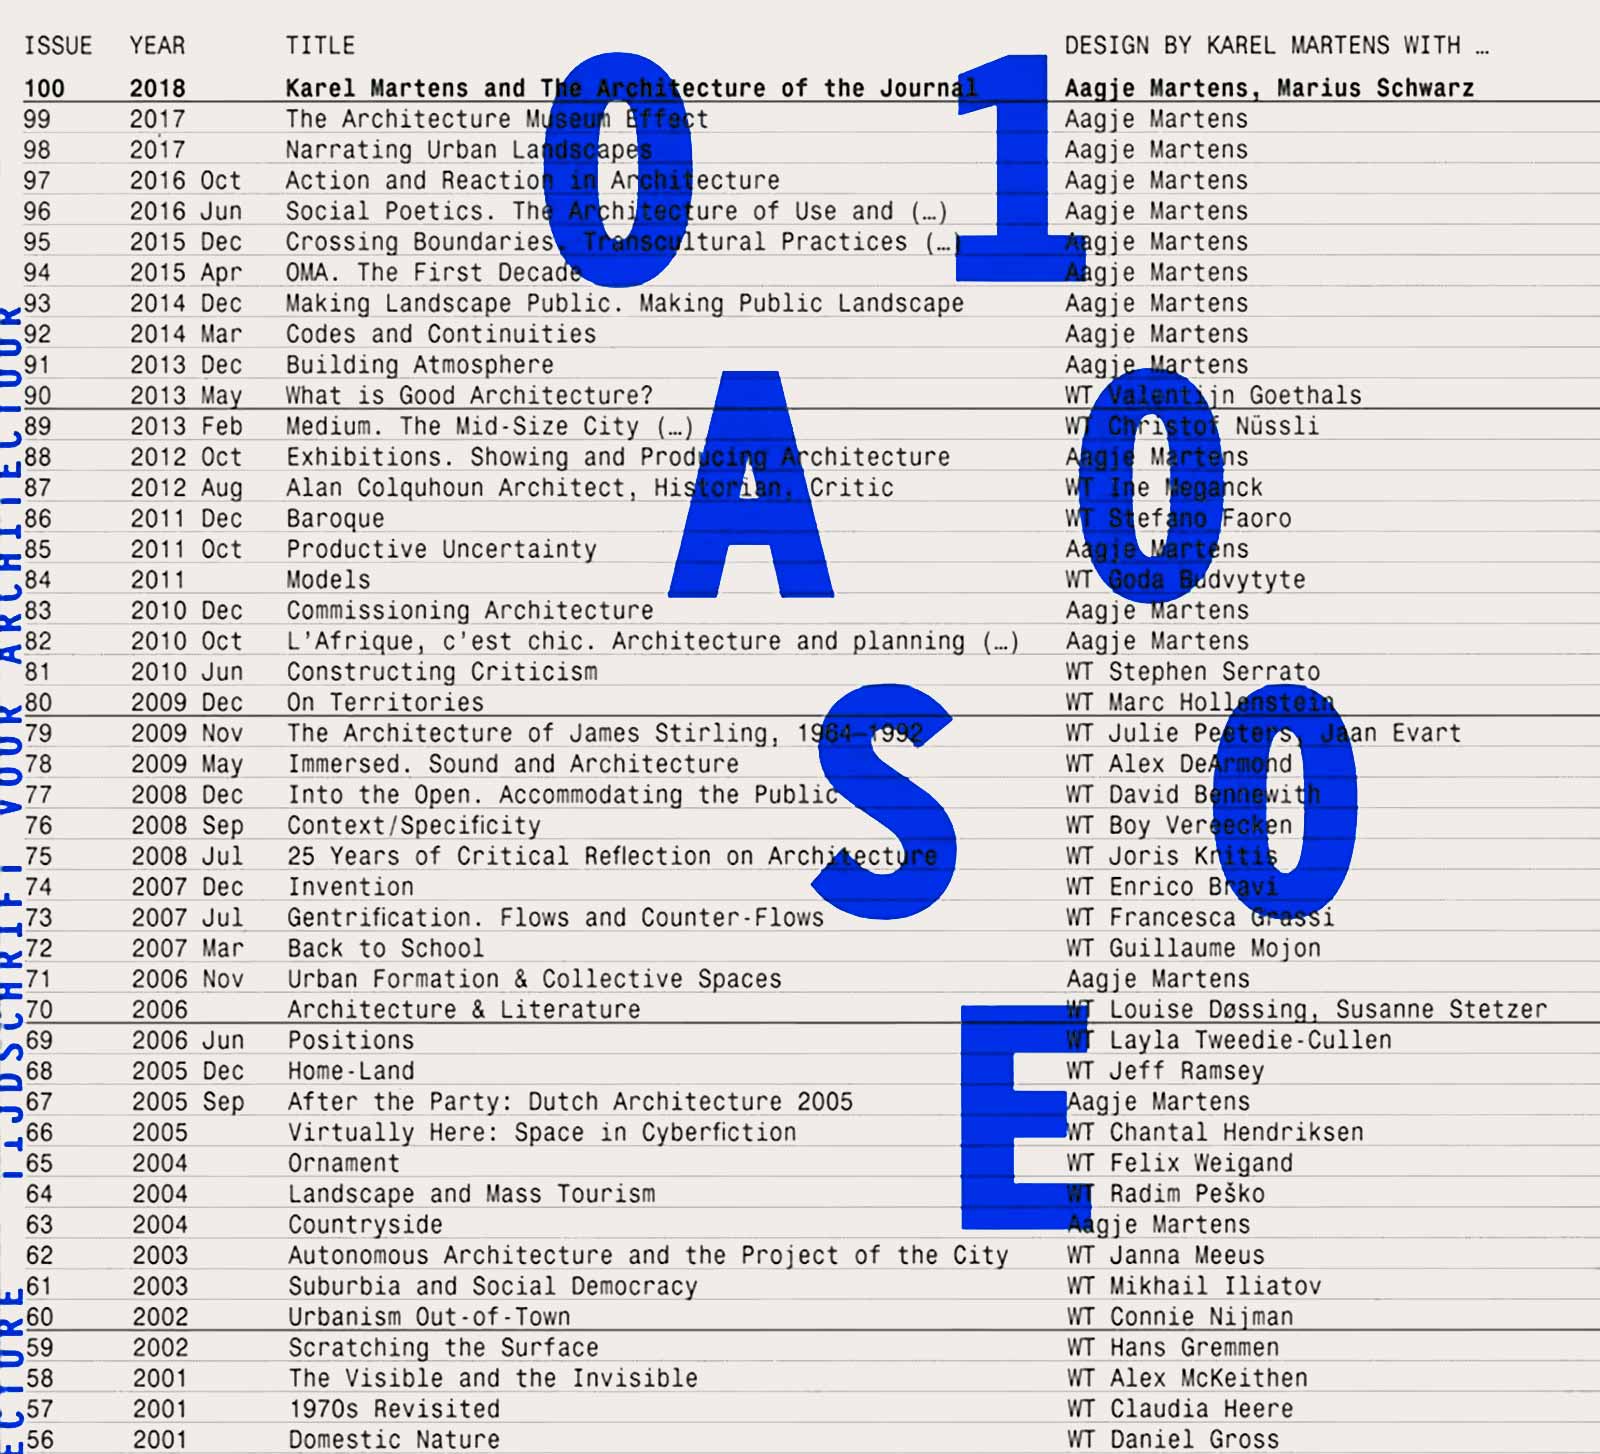 ISSUE YEAR TITLE DESIGN BY KAREL MARTENS WITH …
100 2018 Karel Martens and The Architecture of the Journal Aagje Martens, Marius Schwarz
99 2017 The Architecture Museum Effect Aagje Martens
98 2017 Narrating Urban Landscapes Aagje Martens
97 2016 Oct Action and Reaction in Architecture Aagje Martens
96 2016 Jun Social Poetics. The Architecture of Use and (…) Aagje Martens
95 2015 Dec Crossing Boundaries. Transcultural Practices (…) Aagje Martens
94 2015 Apr OMA. The First Decade Aagje Martens
93 2014 Dec Making Landscape Public. Making Public Landscape Aagje Martens
92 2014 Mar Codes and Continuities Aagje Martens
91 2013 Dec Building Atmosphere Aagje Martens
90 2013 May What is Good Architecture? WT Valentijn Goethals
89 2013 Feb Medium. The Mid-Size City (…) WT Christof Nüssli
88 2012 Oct Exhibitions. Showing and Producing Architecture Aagje Martens
87 2012 Aug Alan Colquhoun Architect, Historian, Critic WT Ine Meganck
86 2011 Dec Baroque WT Stefano Faoro
85 2011 Oct Productive Uncertainty Aagje Martens
84 2011 Models WT Goda Budvytyte
83 2010 Dec Commissioning Architecture Aagje Martens
82 2010 Oct L'Afrique, c'est chic. Architecture and planning (…) Aagje Martens
81 2010 Jun Constructing Criticism WT Stephen Serrato
80 2009 Dec On Territories WT Marc Hollenstein
79 2009 Nov The Architecture of James Stirling, 1964–1992 WT Julie Peeters, Jaan Evart
78 2009 May Immersed. Sound and Architecture WT Alex DeArmond
77 2008 Dec Into the Open. Accommodating the Public WT David Bennewith
76 2008 Sep Context/Specificity WT Boy Vereecken
75 2008 Jul 25 Years of Critical Reflection on Architecture WT Joris Kritis
74 2007 Dec Invention WT Enrico Bravi
73 2007 Jul Gentrification. Flows and Counter-Flows WT Francesca Grassi
72 2007 Mar Back to School WT Guillaume Mojon
71 2006 Nov Urban Formation & Collective Spaces Aagje Martens
70 2006 Architecture & Literature WT Louise Døssing, Susanne Stetzer
69 2006 Jun Positions WT Layla Tweedie-Cullen
68 2005 Dec Home-Land WT Jeff Ramsey
67 2005 Sep After the Party: Dutch Architecture 2005 Aagje Martens
66 2005 Virtually Here: Space in Cyberfiction WT Chantal Hendriksen
65 2004 Ornament WT Felix Weigand
64 2004 Landscape and Mass Tourism WT Radim Peško
63 2004 Countryside Aagje Martens
62 2003 Autonomous Architecture and the Project of the City WT Janna Meeus
61 2003 Suburbia and Social Democracy WT Mikhail Iliatov
60 2002 Urbanism Out-of-Town WT Connie Nijman
59 2002 Scratching the Surface WT Hans Gremmen
58 2001 The Visible and the Invisible WT Alex McKeithen
57 2001 1970s Revisited WT Claudia Heere
56 2001 Domestic Nature WT Daniel Gross
0 1
A 0
S 0
E
TIJDSCHRIFT VOOR ARCHITECTUUR